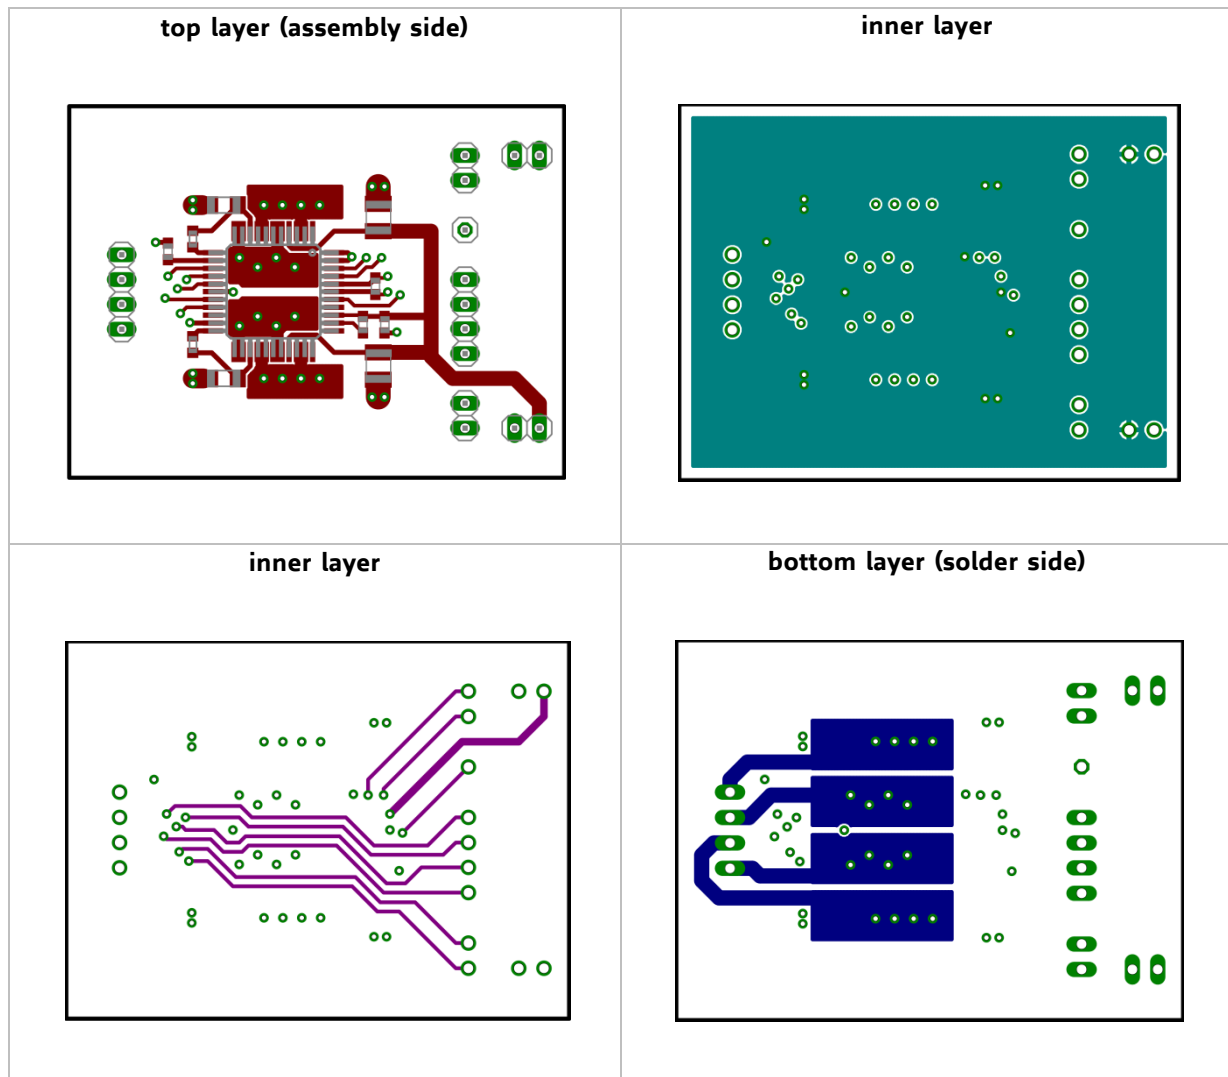 top layer (assembly side)
inner layer
inner layer
bottom layer (solder side)